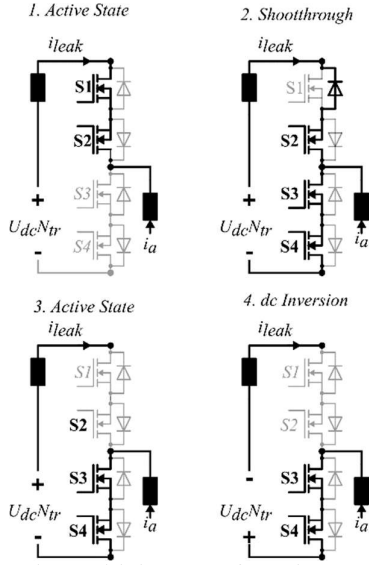 1. Active State
i_leak
S1
S2
S3
S4
+
U_dcN_tr
-
i_a
2. Shootthrough
i_leak
S1
S2
S3
S4
+
U_dcN_tr
-
i_a
3. Active State
i_leak
S1
S2
S3
S4
+
U_dcN_tr
-
i_a
4. dc Inversion
i_leak
S1
S2
S3
S4
-
U_dcN_tr
+
i_a